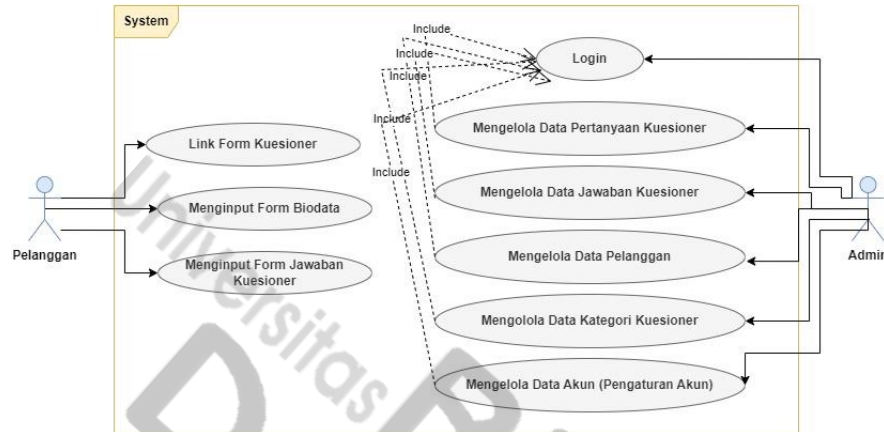 System
Include
Login
Include
Include
Mengelola Data Pertanyaan Kuesioner
Include
Link Form Kuesioner
Include
Mengelola Data Jawaban Kuesioner
Menginput Form Biodata
Pelanggan
Admin
Mengelola Data Pelanggan
Menginput Form Jawaban
Kuesioner
Mengolola Data Kategori Kuesioner
Mengelola Data Akun (Pengaturan Akun)
Universitas